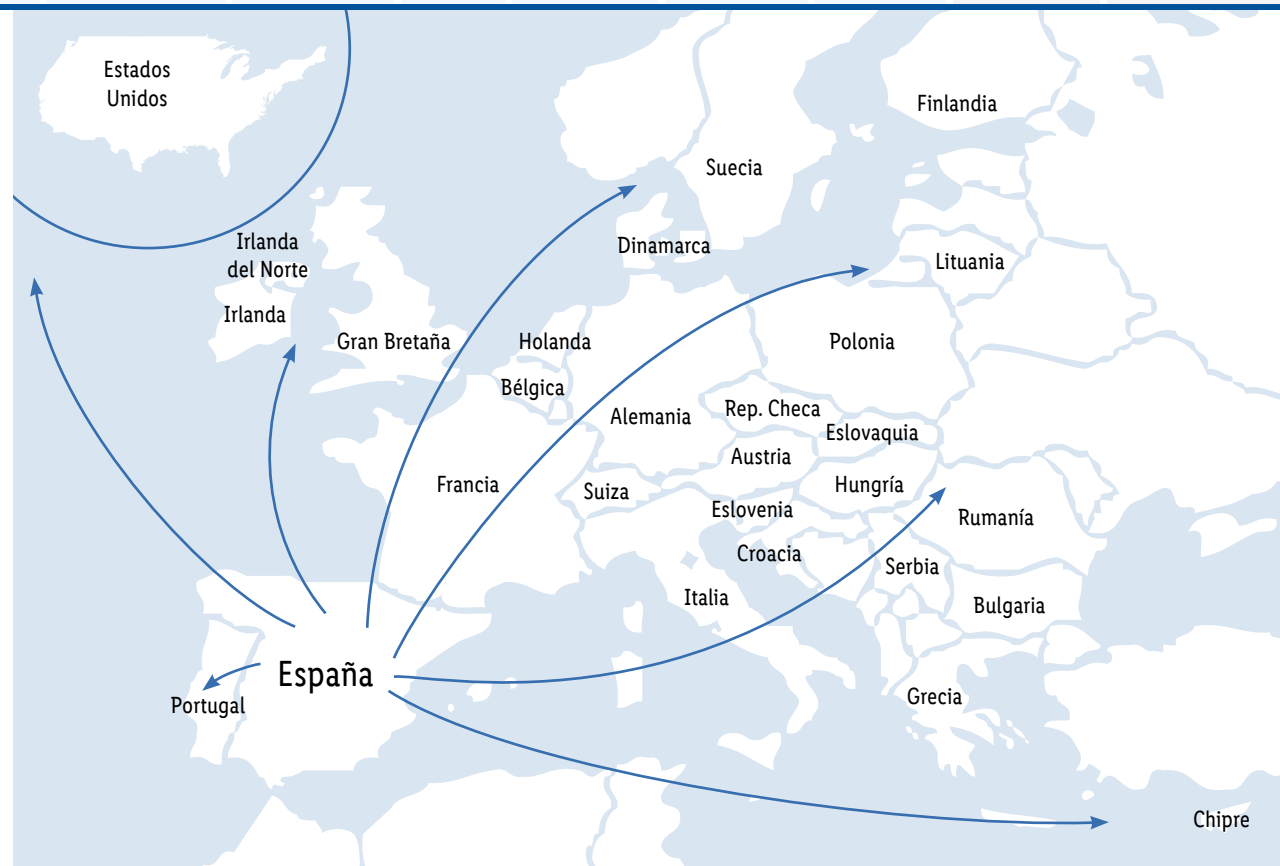 Estados
Unidos
Finlandia
Suecia
Irlanda
del Norte
Dinamarca
Lituania
Irlanda
Gran Bretaña
Holanda
Polonia
Bélgica
Rep. Checa
Alemania
Eslovaquia
Austria
Francia
Suiza
Hungría
Eslovenia
Rumanía
Croacia
Serbia
Italia
Bulgaria
España
Portugal
Grecia
Chipre